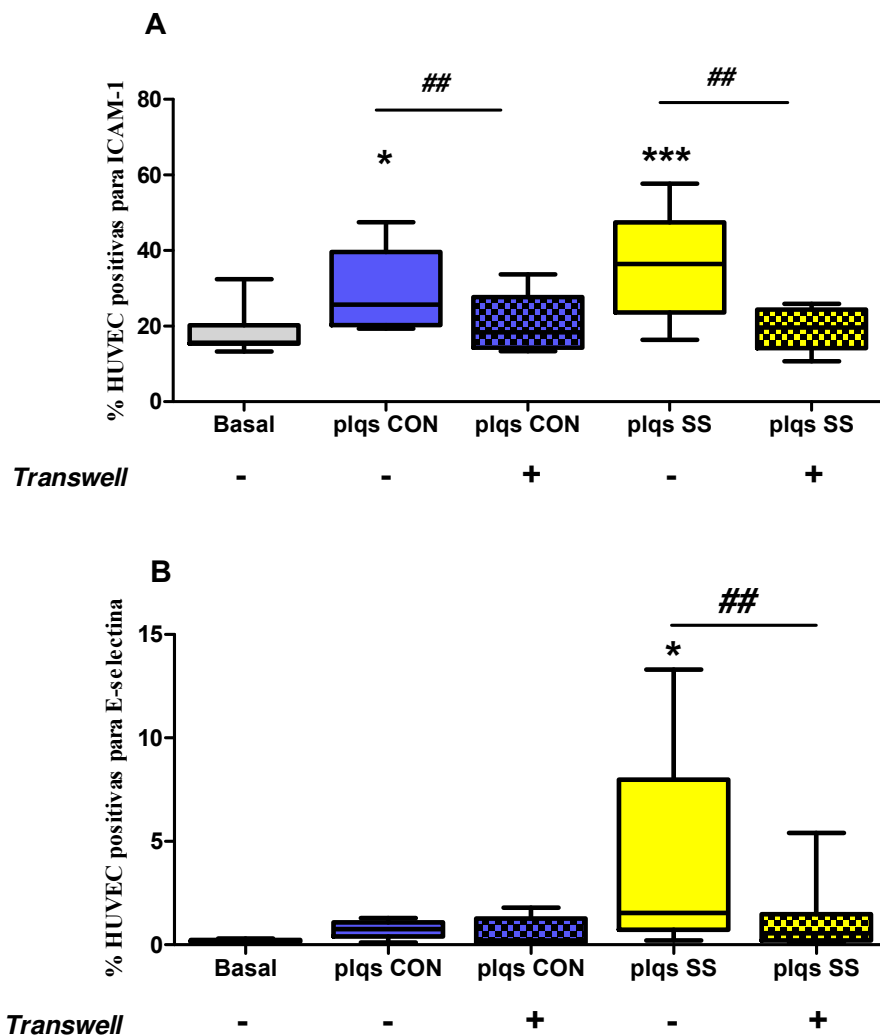 A
% HUVEC positivas para ICAM-1
##
##
*
***
80
60
40
20
0
Basal
plqs CON
plqs CON
plqs SS
plqs SS
Transwell
-
-
+
-
+
B
% HUVEC positivas para E-selectina
##
*
15
10
5
0
Basal
plqs CON
plqs CON
plqs SS
plqs SS
Transwell
-
-
+
-
+